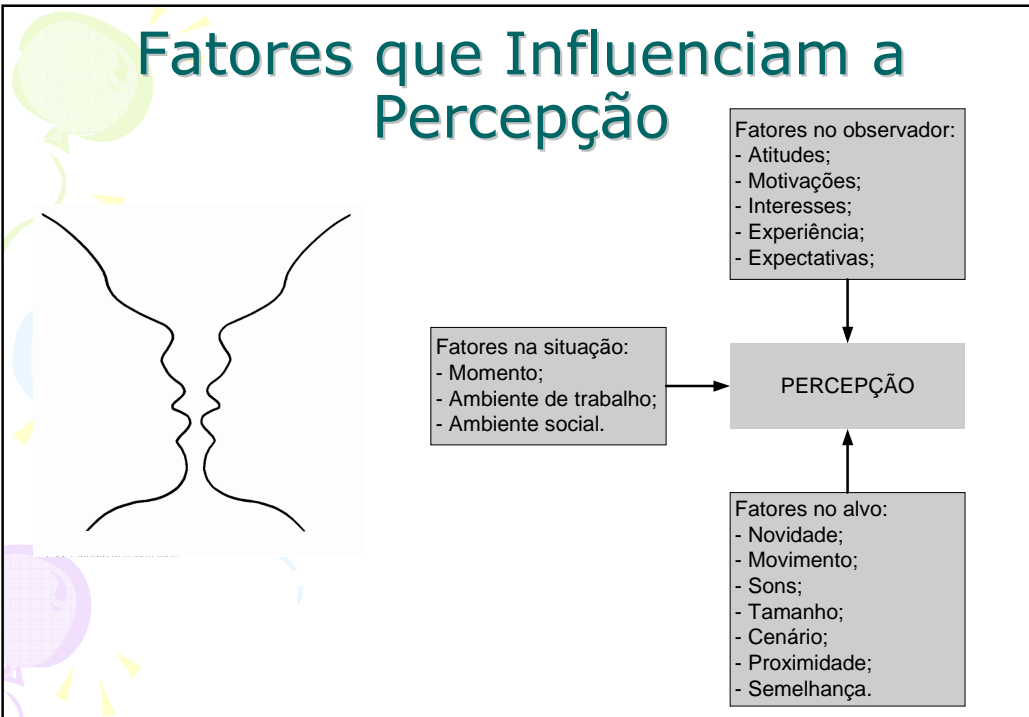 Fatores que Influenciam a
Percepção
Fatores no observador:
- Atitudes;
- Motivações;
- Interesses;
- Experiência;
- Expectativas;
Fatores na situação:
- Momento;
- Ambiente de trabalho;
- Ambiente social.
PERCEPÇÃO
Fatores no alvo:
- Novidade;
- Movimento;
- Sons;
- Tamanho;
- Cenário;
- Proximidade;
- Semelhança.